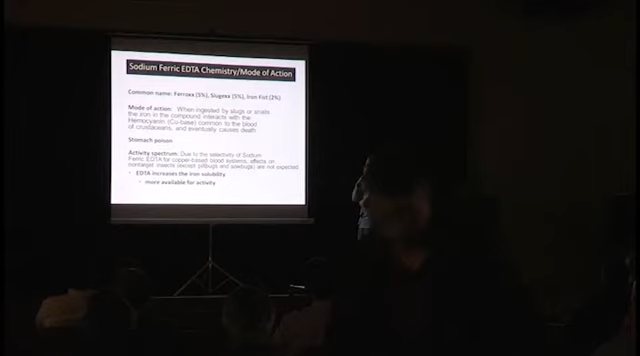 Sodium Ferric EDTA Chemistry/Mode of Action
Common name: Ferroxx (5%), Sluggo (5%), Iron Fist (2%)
Mode of action: When ingested by slugs or snails
the iron in the compound interacts with the
Hemocyanin (Cu-base) common to the blood
of crustaceans, and eventually causes death
Stomach poison
Activity spectrum: Due to the selectivity of Sodium
Ferric EDTA for copper-based blood systems, effects on
nontarget insects (except pillbugs and sowbugs) are not expected
• EDTA increases the iron solubility
• more available for activity